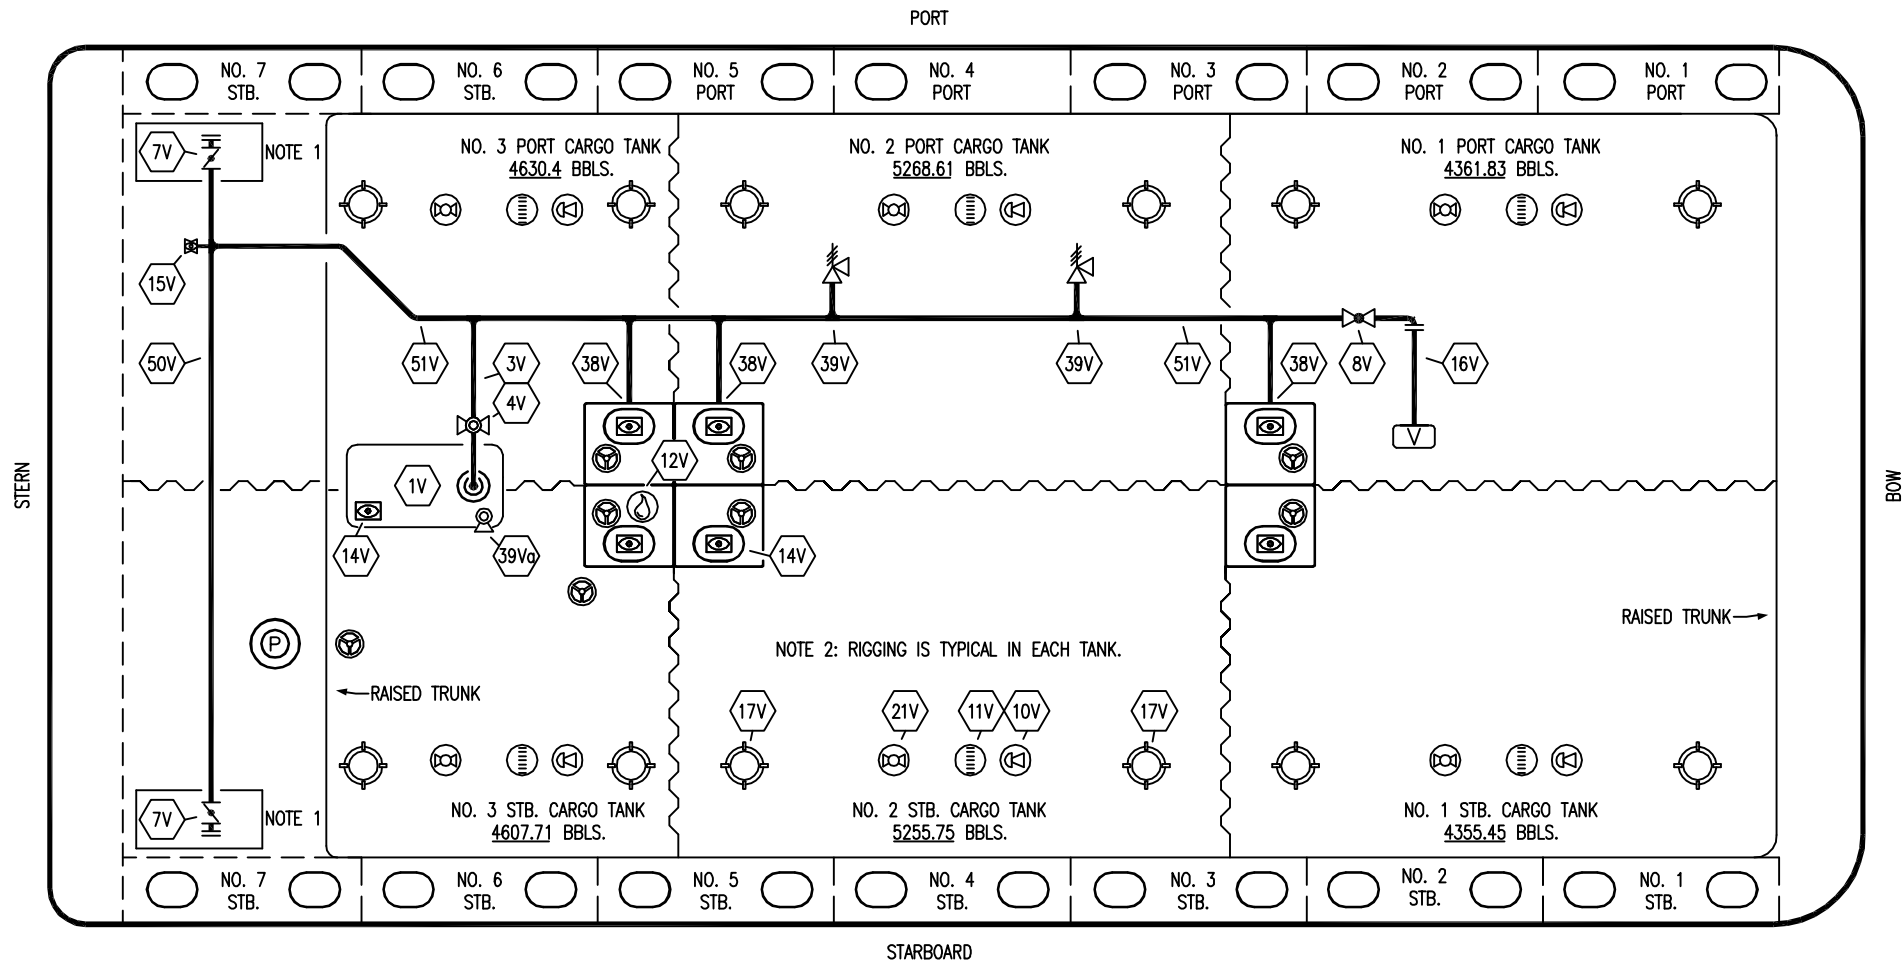 PORT
NO. 7
STB.
NO. 6
STB.
NO. 5
PORT
NO. 4
PORT
NO. 3
PORT
NO. 2
PORT
NO. 1
PORT
7V
NOTE 1
NO. 3 PORT CARGO TANK
4630.4 BBLS.
NO. 2 PORT CARGO TANK
5268.61 BBLS.
NO. 1 PORT CARGO TANK
4361.83 BBLS.
15V
50V
51V
3V
38V
38V
39V
39V
51V
38V
8V
16V
4V
V
12V
1V
STERN
BOW
14V
39Va
14V
P
RAISED TRUNK
NOTE 2: RIGGING IS TYPICAL IN EACH TANK.
RAISED TRUNK
17V
21V
11V
10V
17V
7V
NOTE 1
NO. 3 STB. CARGO TANK
4607.71 BBLS.
NO. 2 STB. CARGO TANK
5255.75 BBLS.
NO. 1 STB. CARGO TANK
4355.45 BBLS.
NO. 7
STB.
NO. 6
STB.
NO. 5
STB.
NO. 4
STB.
NO. 3
STB.
NO. 2
STB.
NO. 1
STB.
STARBOARD